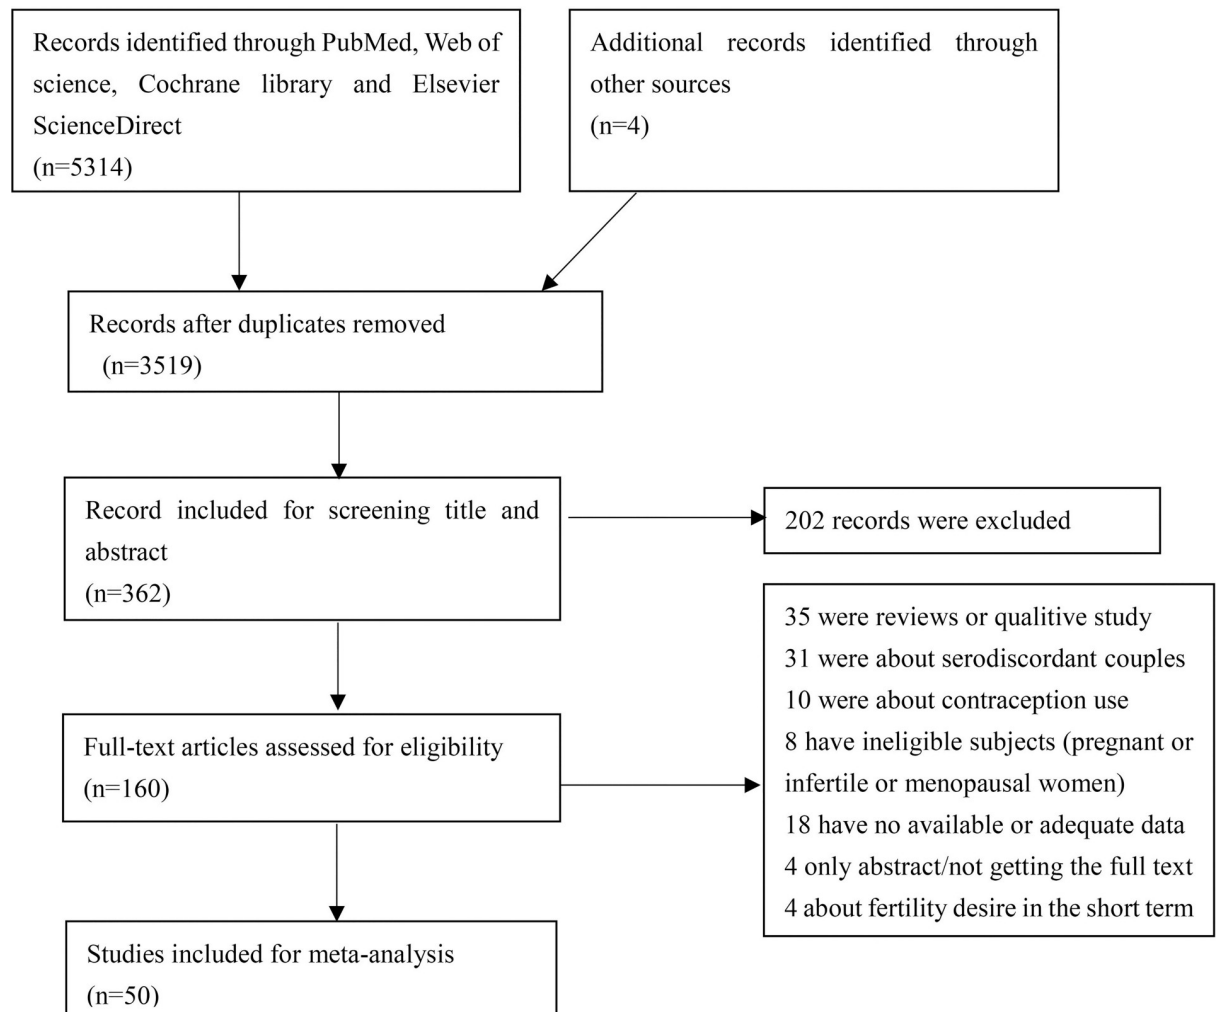 Records identified through PubMed, Web of
science, Cochrane library and Elsevier
ScienceDirect
(n=5314)
Additional records identified through
other sources
(n=4)
Records after duplicates removed
(n=3519)
Record included for screening title and
abstract
(n=362)
202 records were excluded
Full-text articles assessed for eligibility
(n=160)
35 were reviews or qualitive study
31 were about serodiscordant couples
10 were about contraception use
8 have ineligible subjects (pregnant or
infertile or menopausal women)
18 have no available or adequate data
4 only abstract/not getting the full text
4 about fertility desire in the short term
Studies included for meta-analysis
(n=50)